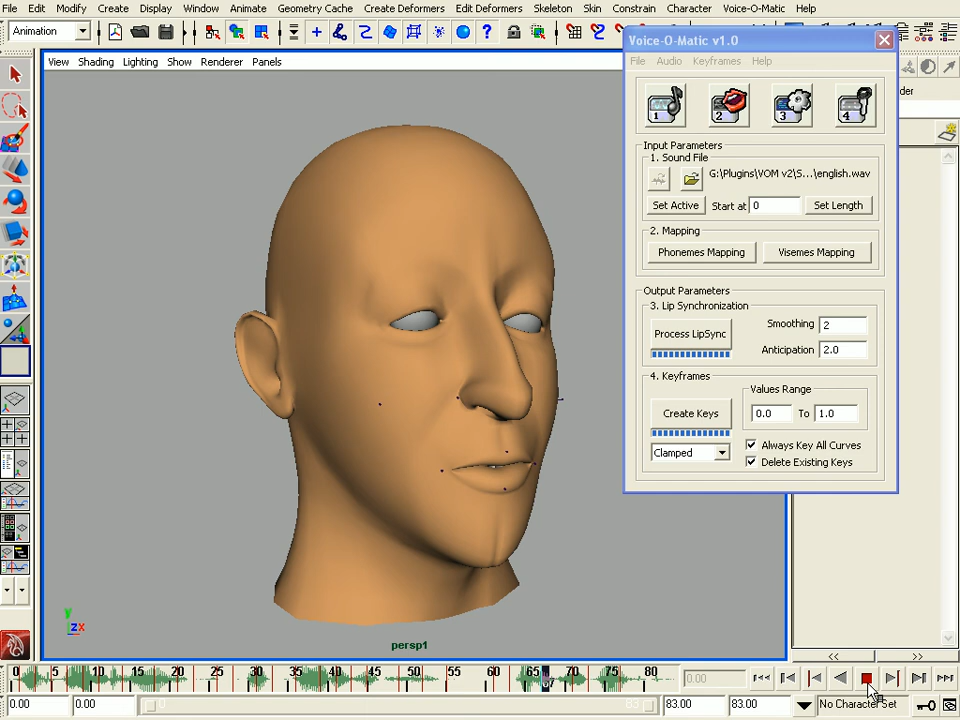 File Edit Modify Create Display Window Animate Geometry Cache Create Deformers Edit Deformers Skeleton Skin Constrain Character Voice-O-Matic Help
Animation
View Shading Lighting Show Renderer Panels
Voice-O-Matic v1.0
File Audio Keyframes Help
1 2 3 4
Input Parameters
1. Sound File
G:\Plugins\VOM v2\S...\english.wav
Set Active Start at 0 Set Length
2. Mapping
Phonemes Mapping Visemes Mapping
Output Parameters
3. Lip Synchronization
Process LipSync
Smoothing 2
Anticipation 2.0
4. Keyframes
Values Range
Create Keys
0.0 To 1.0
Clamped
Always Key All Curves
Delete Existing Keys
der
y
z x
persp1
<< >>
0 5 10 15 20 25 30 35 40 45 50 55 60 65 67 70 75 80
0.00
0.00 0.00 83 83.00 83.00 No Character Set